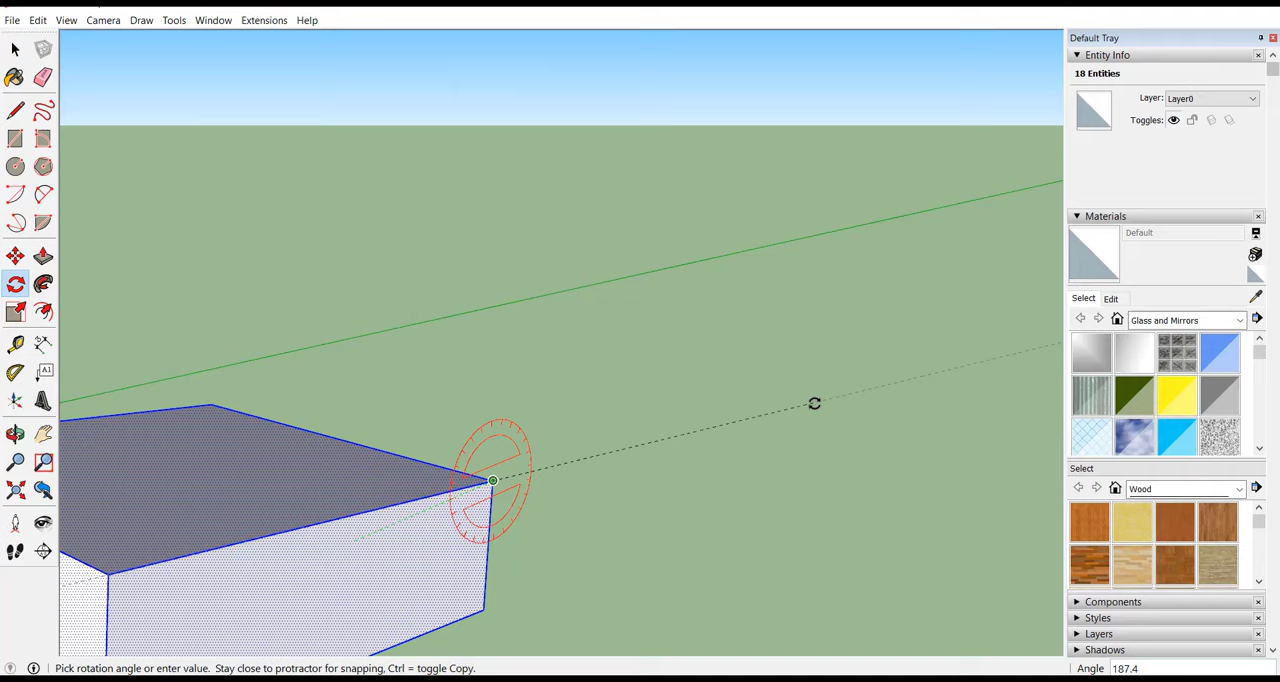 File Edit View Camera Draw Tools Window Extensions Help
Default Tray
Entity Info
18 Entities
Layer: Layer0
Toggles:
Materials
Default
Select Edit
Glass and Mirrors
Select
Wood
Components
Styles
Layers
Shadows
A1
Pick rotation angle or enter value. Stay close to protractor for snapping, Ctrl = toggle Copy.
Angle 187.4